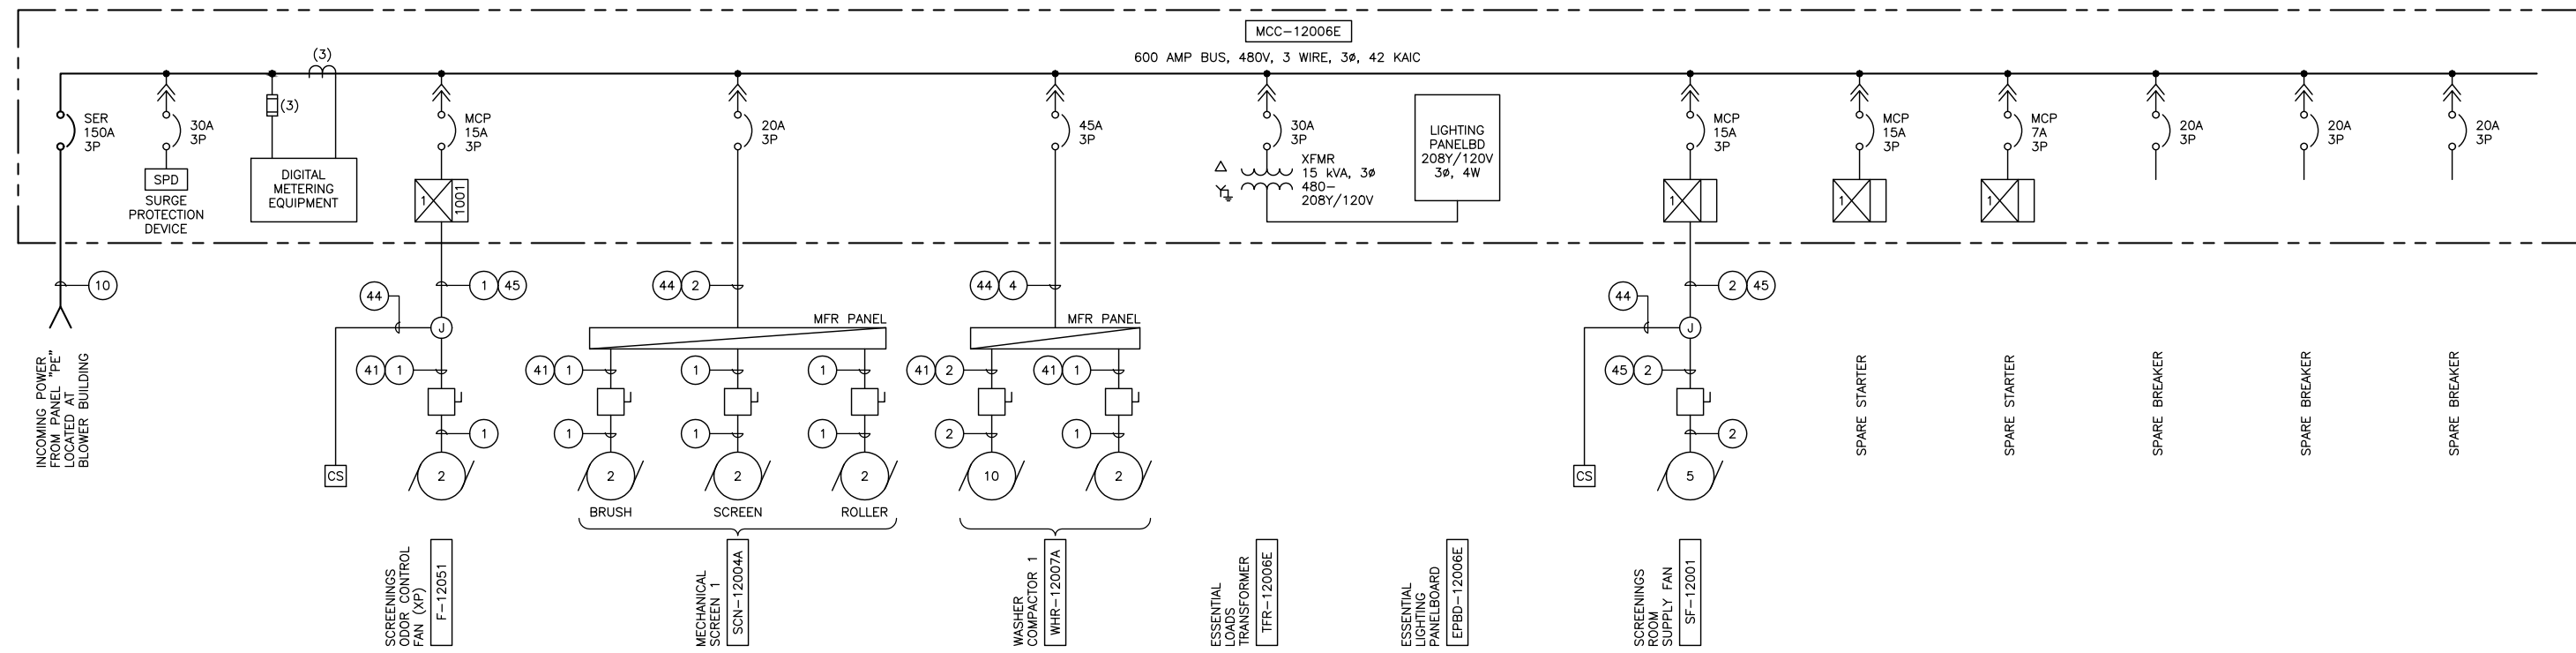 MCC-12006E
600 AMP BUS, 480V, 3 WIRE, 3ø, 42 KAIC
SER
150A
3P
30A
3P
SPD
SURGE
PROTECTION
DEVICE
(3)
(3)
DIGITAL
METERING
EQUIPMENT
MCP
15A
3P
1
1001
20A
3P
45A
3P
30A
3P
XFMR
15 kVA, 3ø
480-
208Y/120V
LIGHTING
PANELBD
208Y/120V
3ø, 4W
MCP
15A
3P
1
MCP
15A
3P
1
MCP
7A
3P
1
20A
3P
20A
3P
20A
3P
10
INCOMING POWER
FROM PANEL "PE"
LOCATED AT
BLOWER BUILDING
44
1
45
J
41
1
1
CS
2
SCREENINGS
ODOR CONTROL
FAN (XP)
F-12051
44
2
MFR PANEL
41
1
1
1
1
1
1
2
2
2
BRUSH
SCREEN
ROLLER
MECHANICAL
SCREEN 1
SCN-12004A
44
4
MFR PANEL
41
2
41
1
2
1
10
2
WASHER
COMPACTOR 1
WHR-12007A
ESSENTIAL
LOADS
TRANSFORMER
TFR-12006E
ESSENTIAL
LIGHTING
PANELBOARD
EPBD-12006E
44
2
45
J
45
2
2
CS
5
SCREENINGS
ROOM
SUPPLY FAN
SF-12001
SPARE STARTER
SPARE STARTER
SPARE BREAKER
SPARE BREAKER
SPARE BREAKER